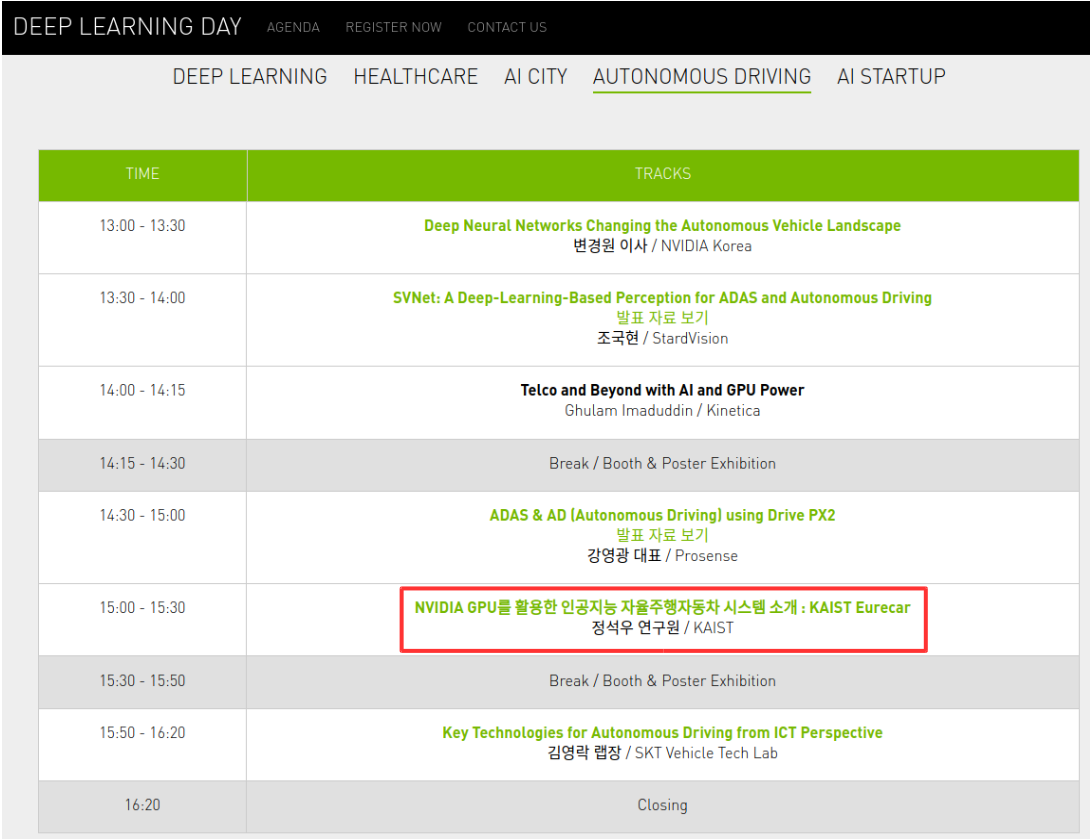 DEEP LEARNING DAY AGENDA REGISTER NOW CONTACT US
DEEP LEARNING HEALTHCARE AI CITY AUTONOMOUS DRIVING AI STARTUP
TIME TRACKS
13:00 - 13:30 Deep Neural Networks Changing the Autonomous Vehicle Landscape
변경원 이사 / NVIDIA Korea
13:30 - 14:00 SVNet: A Deep-Learning-Based Perception for ADAS and Autonomous Driving
발표 자료 보기
조국현 / StardVision
14:00 - 14:15 Telco and Beyond with AI and GPU Power
Ghulam Imaduddin / Kinetica
14:15 - 14:30 Break / Booth & Poster Exhibition
14:30 - 15:00 ADAS & AD (Autonomous Driving) using Drive PX2
발표 자료 보기
강영광 대표 / Prosense
15:00 - 15:30 NVIDIA GPU를 활용한 인공지능 자율주행자동차 시스템 소개 : KAIST Eurecar
정석우 연구원 / KAIST
15:30 - 15:50 Break / Booth & Poster Exhibition
15:50 - 16:20 Key Technologies for Autonomous Driving from ICT Perspective
김영락 랩장 / SKT Vehicle Tech Lab
16:20 Closing